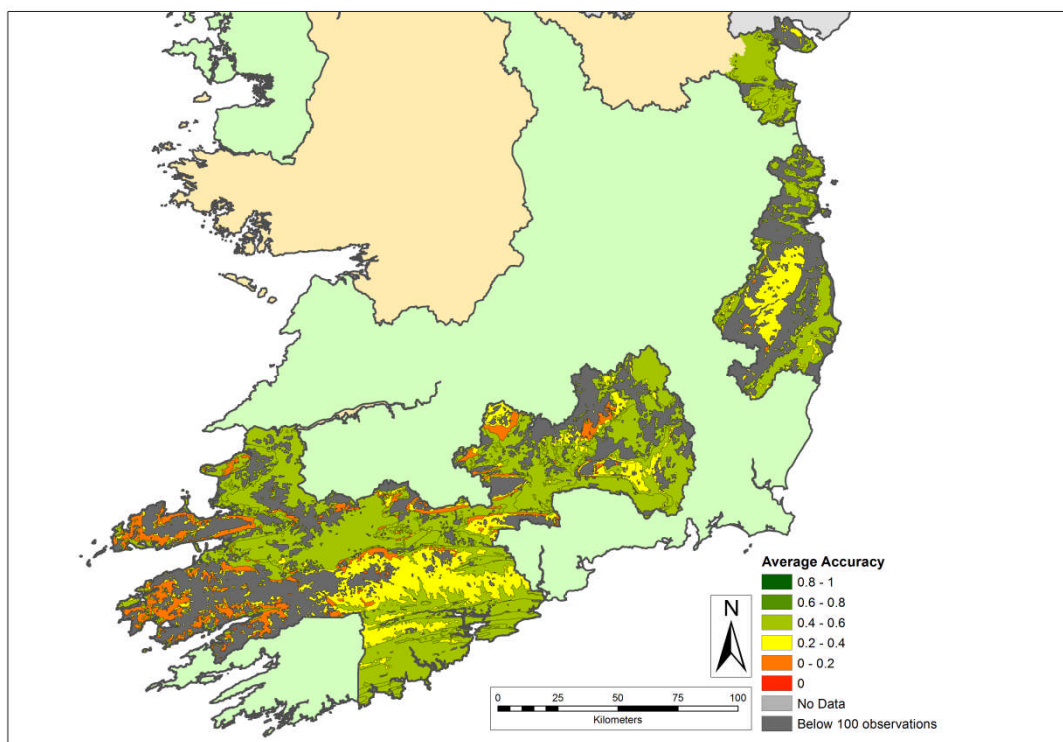 Average Accuracy
0.8 - 1
0.6 - 0.8
0.4 - 0.6
0.2 - 0.4
0 - 0.2
0
No Data
Below 100 observations
N
0 25 50 75 100
Kilometers